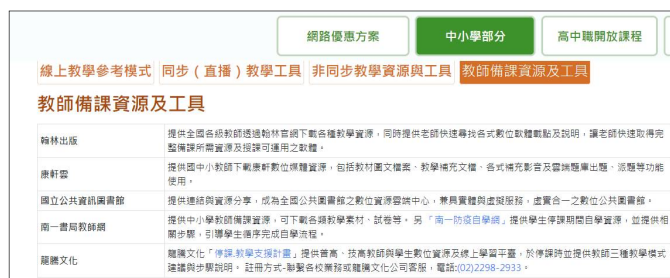 網路優惠方案 中小學部分 高中職開放課程
線上教學參考模式 同步（直播）教學工具 非同步教學資源與工具 教師備課資源及工具
教師備課資源及工具
翰林出版 提供全國各級教師透過翰林官網下載各種教學資源，同時提供老師快速尋找各式數位軟體載點及說明，讓老師快速取得完
整備課所需資源及授課可運用之軟體。
康軒雲 提供國中小教師下載康軒數位媒體資源，包括教材圖文檔案、教學補充文檔、各式補充影音及雲端題庫出題、派題等功能
使用。
國立公共資訊圖書館 提供連結與資源分享，成為全國公共圖書館之數位資源雲端中心，兼具實體與虛擬服務，虛實合一之數位公共圖書館。
南一書局教師網 提供中小學教師備課資源，可下載各類教學素材、試卷等。另「南一防疫自學網」提供學生停課期間自學資源，並提供相
關步驟，引導學生循序完成自學流程。
龍騰文化 龍騰文化「停課.教學支援計畫」提供普高、技高教師與學生數位資源及線上學習平臺，於停課時並提供教師三種教學模式
建議與步驟說明。註冊方式-聯繫各校業務或龍騰文化公司客服，電話:(02)2298-2933。